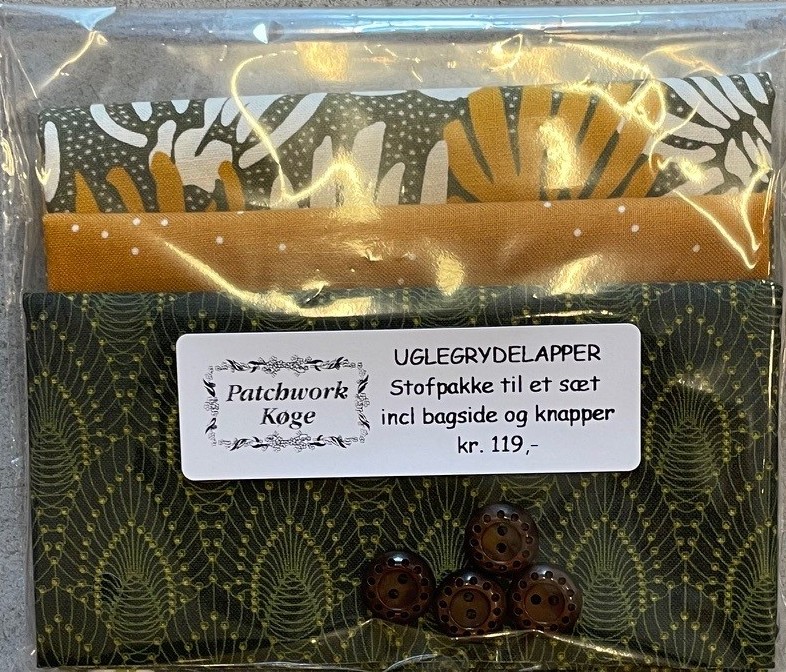 Patchwork
Køge
UGLEGRYDELAPPER
Stofpakke til et sæt
incl bagside og knapper
kr. 119,-